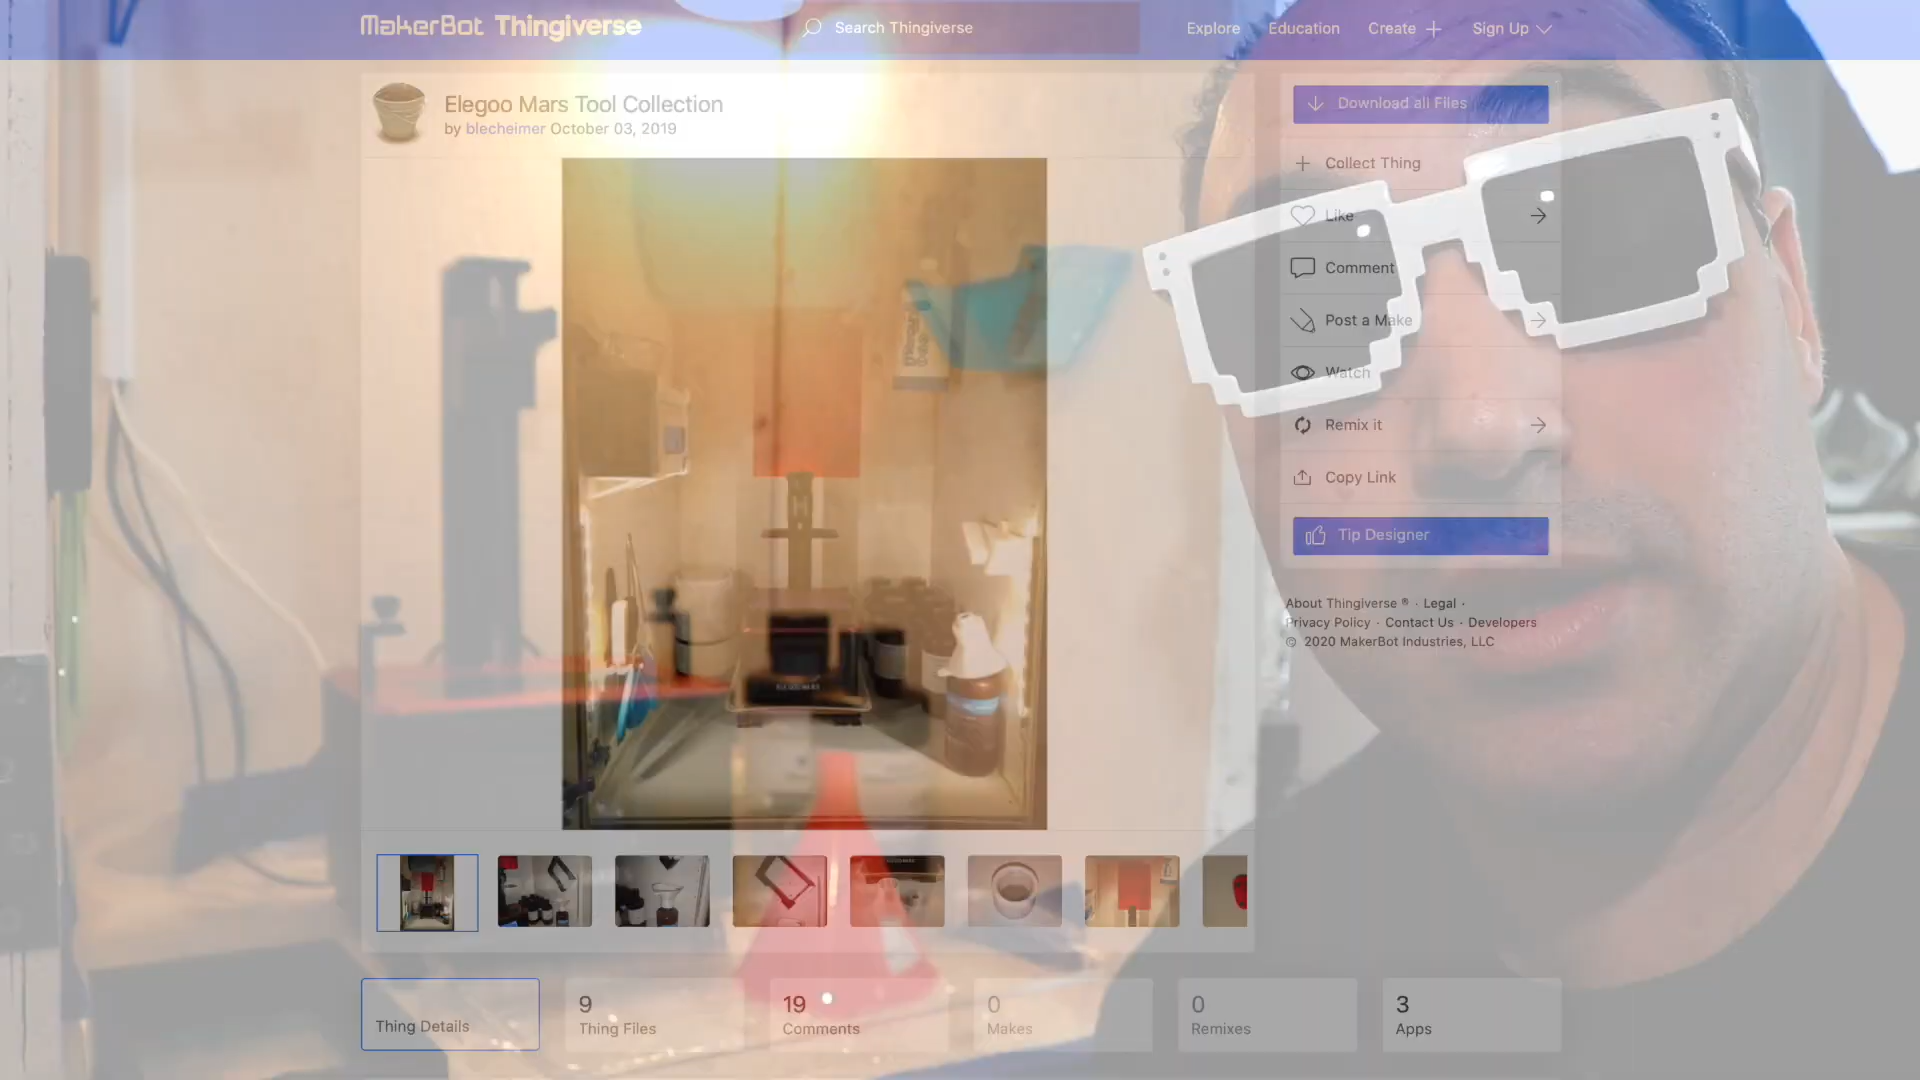 MakerBot Thingiverse
Search Thingiverse
Explore
Education
Create
Sign Up
Elegoo Mars Tool Collection
by blecheimer October 03, 2019
Download all Files
Collect Thing
Like
Comment
Post a Make
Watch
Remix it
Copy Link
Tip Designer
About Thingiverse ® · Legal ·
Privacy Policy · Contact Us · Developers
© 2020 MakerBot Industries, LLC
ELEGOO MARS
Thing Details
9
Thing Files
19
Comments
0
Makes
0
Remixes
3
Apps